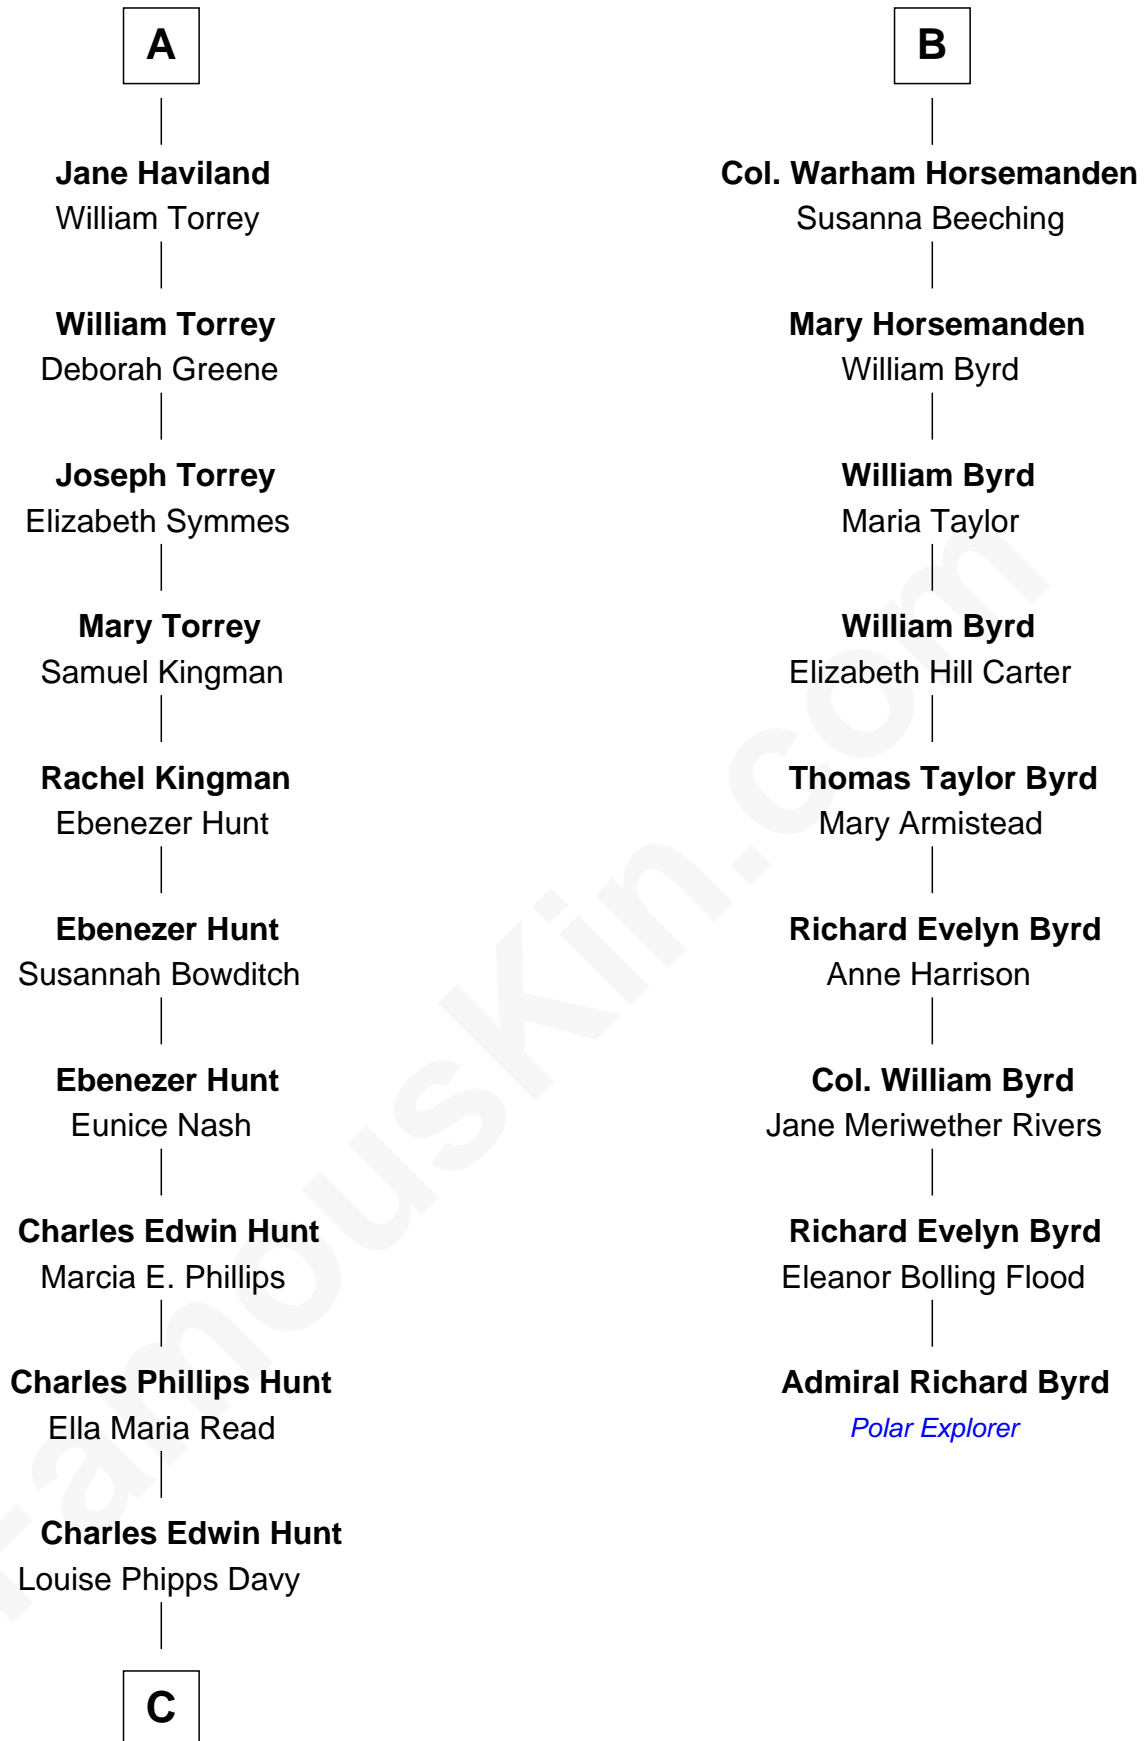 A
Jane Haviland
William Torrey
William Torrey
Deborah Greene
Joseph Torrey
Elizabeth Symmes
Mary Torrey
Samuel Kingman
Rachel Kingman
Ebenezer Hunt
Ebenezer Hunt
Susannah Bowditch
Ebenezer Hunt
Eunice Nash
Charles Edwin Hunt
Marcia E. Phillips
Charles Phillips Hunt
Ella Maria Read
Charles Edwin Hunt
Louise Phipps Davy
C
B
Col. Warham Horsemanden
Susanna Beeching
Mary Horsemanden
William Byrd
William Byrd
Maria Taylor
William Byrd
Elizabeth Hill Carter
Thomas Taylor Byrd
Mary Armistead
Richard Evelyn Byrd
Anne Harrison
Col. William Byrd
Jane Meriwether Rivers
Richard Evelyn Byrd
Eleanor Bolling Flood
Admiral Richard Byrd
Polar Explorer
FamousKin.com